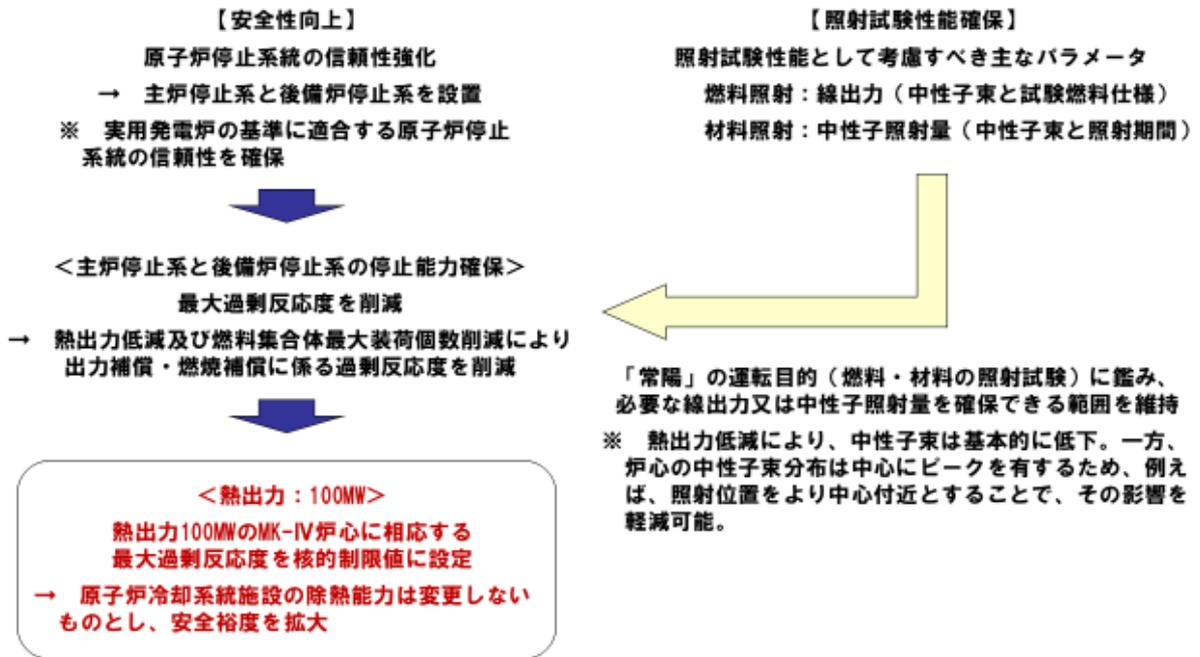 【安全性向上】
原子炉停止系統の信頼性強化
→ 主炉停止系と後備炉停止系を設置
※ 実用発電炉の基準に適合する原子炉停止
系統の信頼性を確保
＜主炉停止系と後備炉停止系の停止能力確保＞
最大過剰反応度を削減
→ 熱出力低減及び燃料集合体最大装荷個数削減により
出力補償・燃焼補償に係る過剰反応度を削減
＜熱出力：100MW＞
熱出力100MWのMK-Ⅳ炉心に相応する
最大過剰反応度を核的制限値に設定
→ 原子炉冷却系統施設の除熱能力は変更しない
ものとし、安全裕度を拡大
【照射試験性能確保】
照射試験性能として考慮すべき主なパラメータ
燃料照射：線出力（中性子束と試験燃料仕様）
材料照射：中性子照射量（中性子束と照射期間）
「常陽」の運転目的（燃料・材料の照射試験）に鑑み、
必要な線出力又は中性子照射量を確保できる範囲を維持
※ 熱出力低減により、中性子束は基本的に低下。一方、
炉心の中性子束分布は中心にピークを有するため、例え
ば、照射位置をより中心付近とすることで、その影響を
軽減可能。